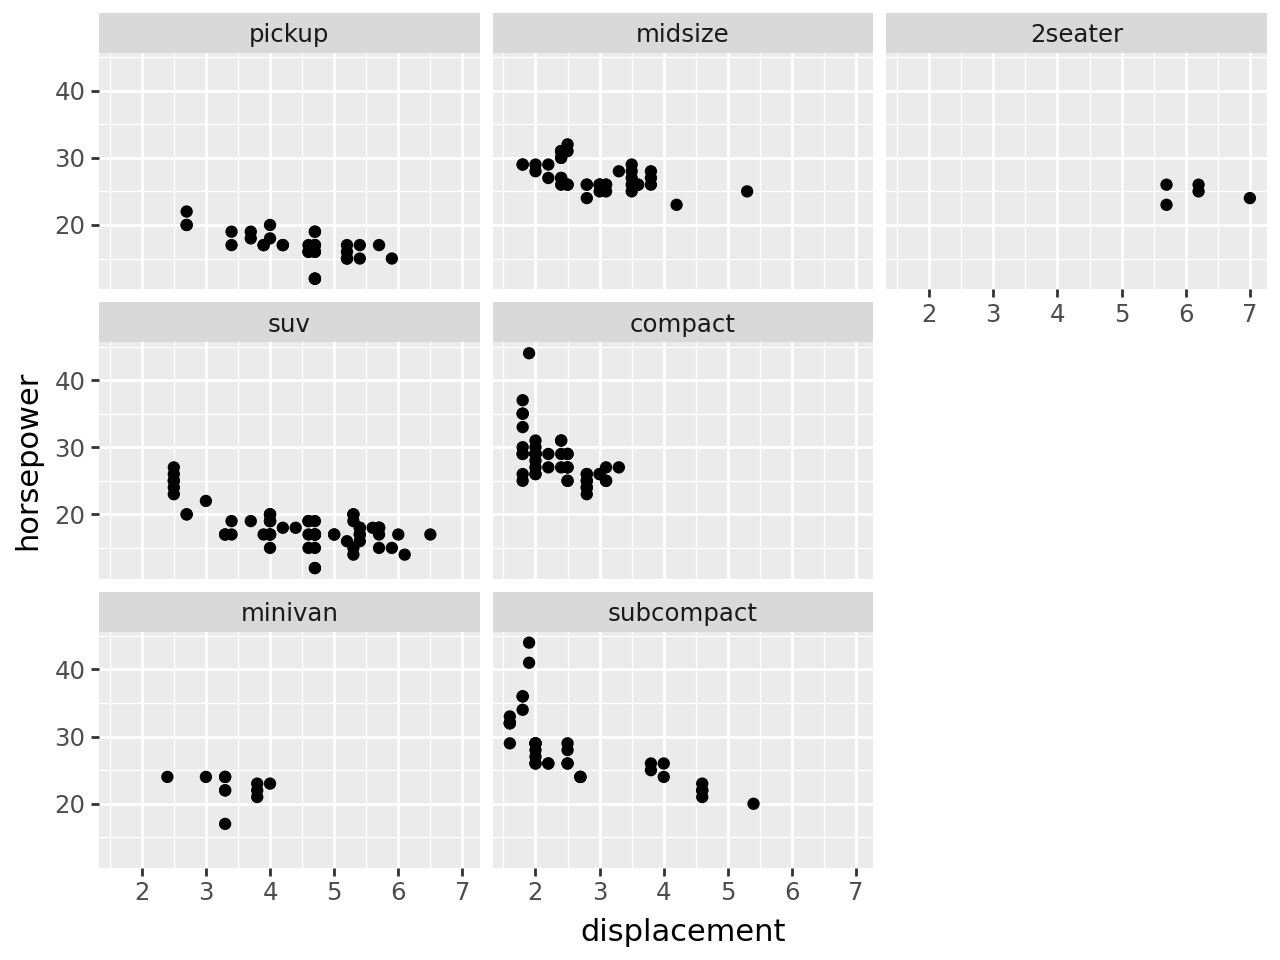 pickup
midsize
2seater
40
30
20
2 3 4 5 6 7
suv
compact
40
30
20
horsepower
minivan
subcompact
40
30
20
2 3 4 5 6 7
2 3 4 5 6 7
displacement